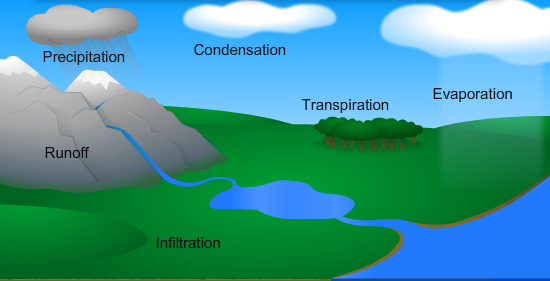 Precipitation
Condensation
Transpiration
Evaporation
Runoff
Infiltration